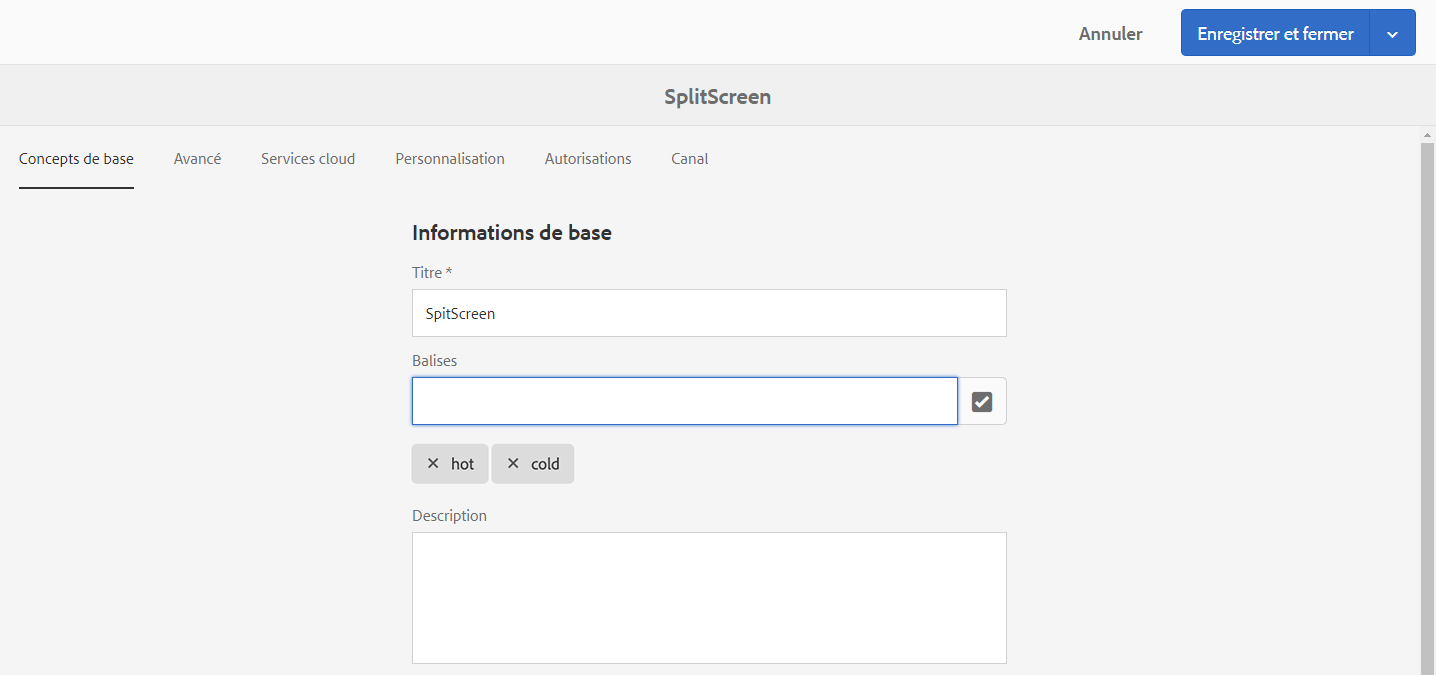 Annuler
Enregistrer et fermer
SplitScreen
Concepts de base Avancé Services cloud Personnalisation Autorisations Canal
Informations de base
Titre *
SpitScreen
Balises
hot cold
Description